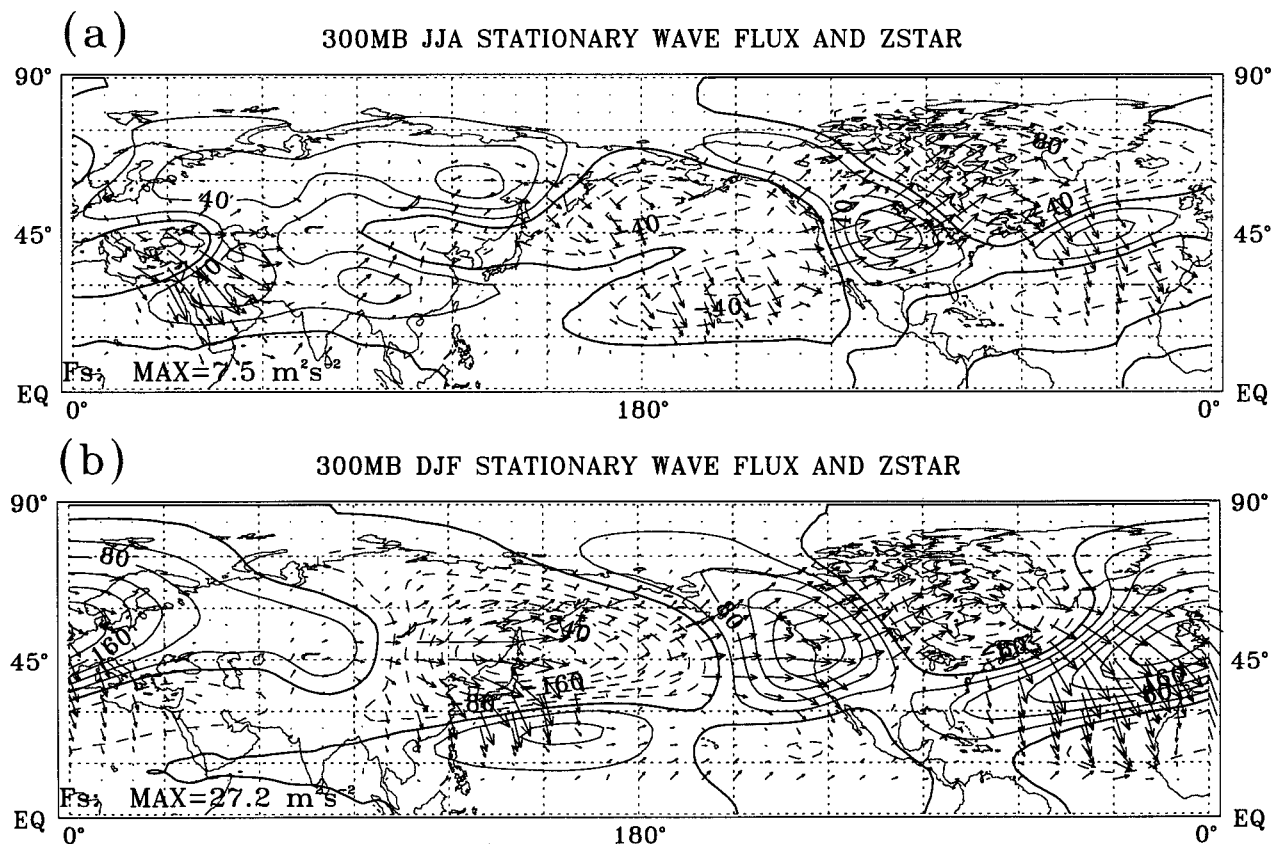 (a)
300MB JJA STATIONARY WAVE FLUX AND ZSTAR
90° 90°
80
40
40
-40
45° 45°
40
-40
Fs: MAX=7.5 m²s⁻²
EQ EQ
0° 180° 0°
(b)
300MB DJF STATIONARY WAVE FLUX AND ZSTAR
90° 90°
80
80
-240
160
45° 45°
-160
160
-80
Fs: MAX=27.2 m²s⁻²
EQ EQ
0° 180° 0°